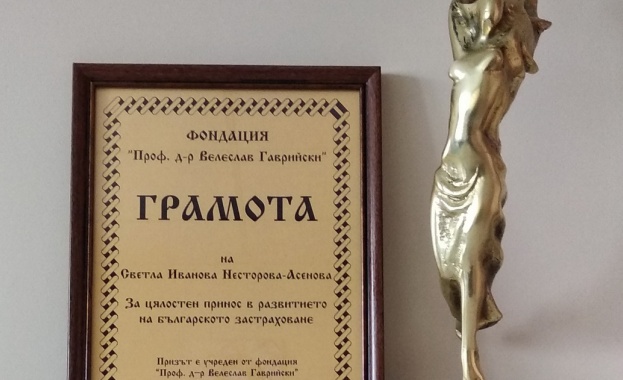 ФОНДАЦИЯ
"Проф. д-р Велеслав Гаврийски"
ГРАМОТА
на
Светла Иванова Несторова-Асенова
За цялостен принос в развитието
на българското застраховане
Призът е учреден от фондация
"Проф. д-р Велеслав Гаврийски"